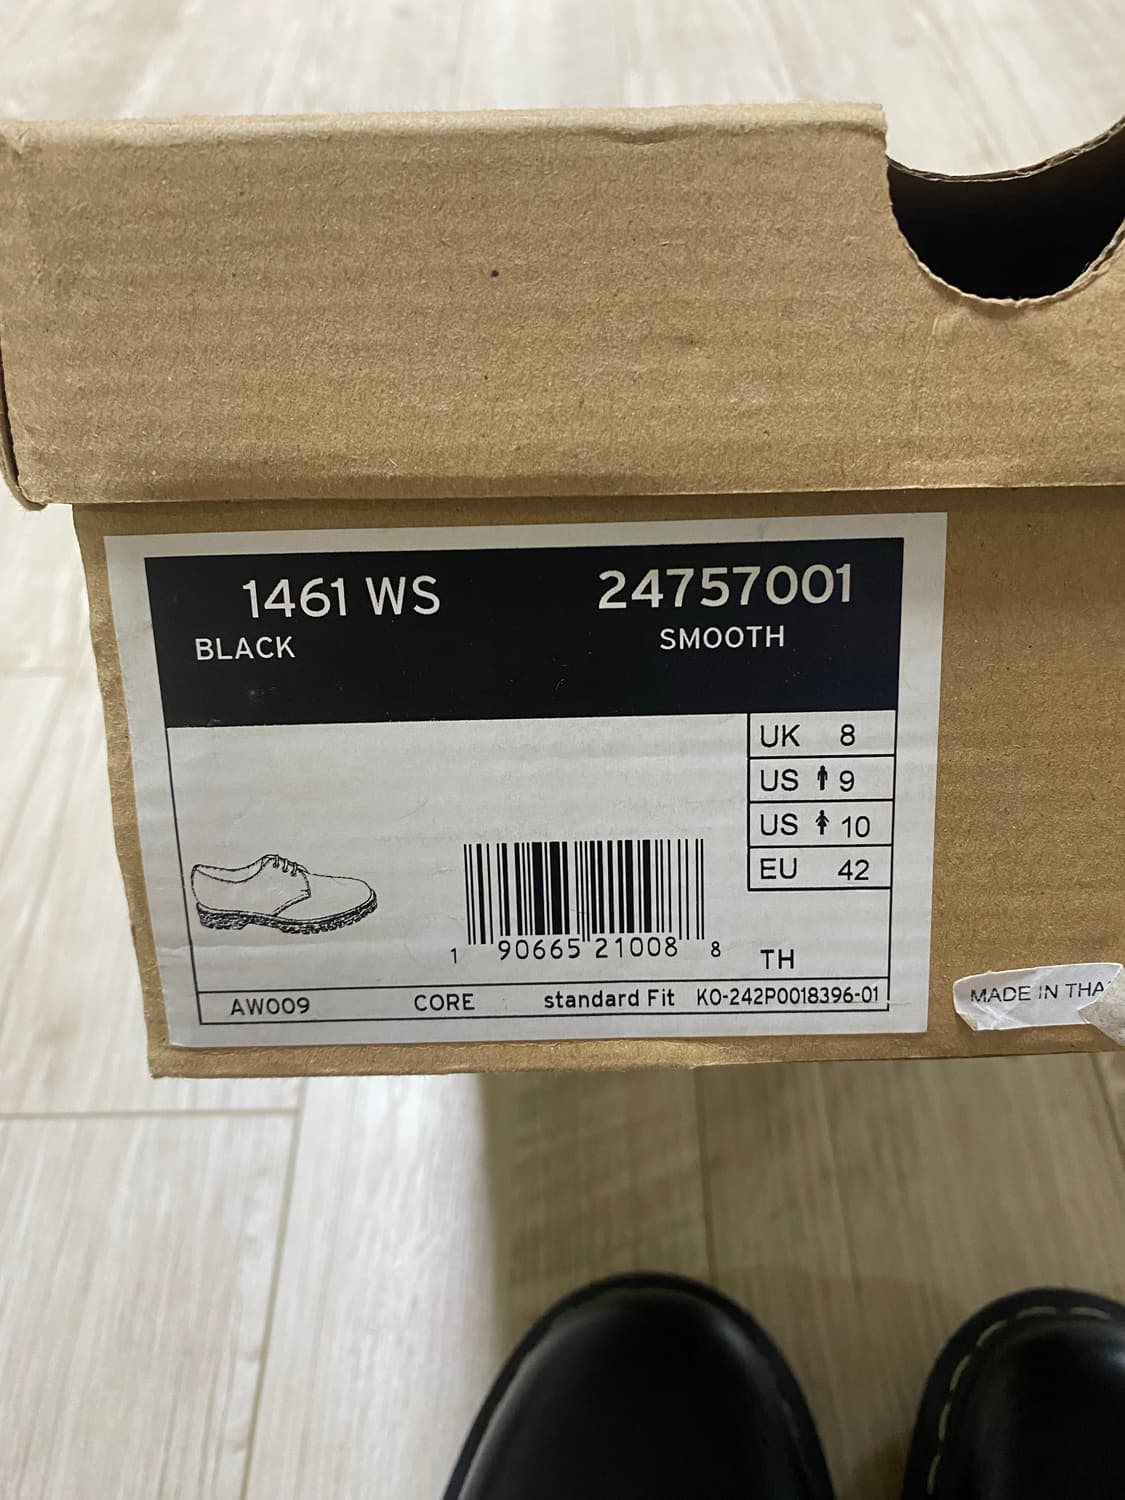 1461 WS 24757001
BLACK SMOOTH
UK 8
US 9
US 10
EU 42
1 90665 21008 8
TH
AW009 CORE standard Fit KO-242P0018396-01
MADE IN THA